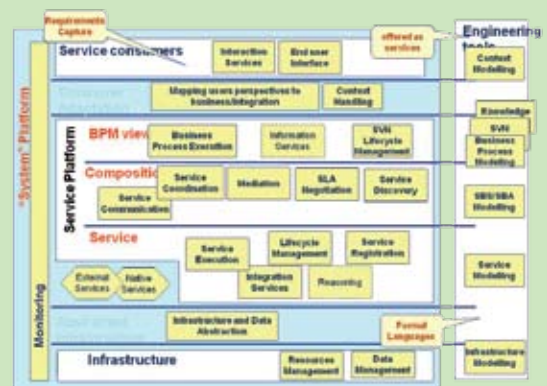 Requirements
Capture
Service consumers
Interaction
Services
End user
Interface
offered as
services
Engineering
tools
Context
Modelling
Mapping users perspectives to
business/integration
Context
Handling
"System" Platform
Service Platform
Monitoring
BPM view
Business
Process Execution
Information
Services
SVN
Lifecycle
Management
Knowledge
SVN
Business
Process
Modelling
Compositio
Service
Coordination
Mediation
SLA
Negotiation
Service
Discovery
Service
Communication
SBS/SBA
Modelling
Service
Service
Execution
Lifecycle
Management
Service
Registration
Integration
Services
Reasoning
External
Services
Native
Services
Service
Modelling
Infrastructure and Data
Abstraction
Formal
Languages
Infrastructure
Resources
Management
Data
Management
Infrastructure
Modelling